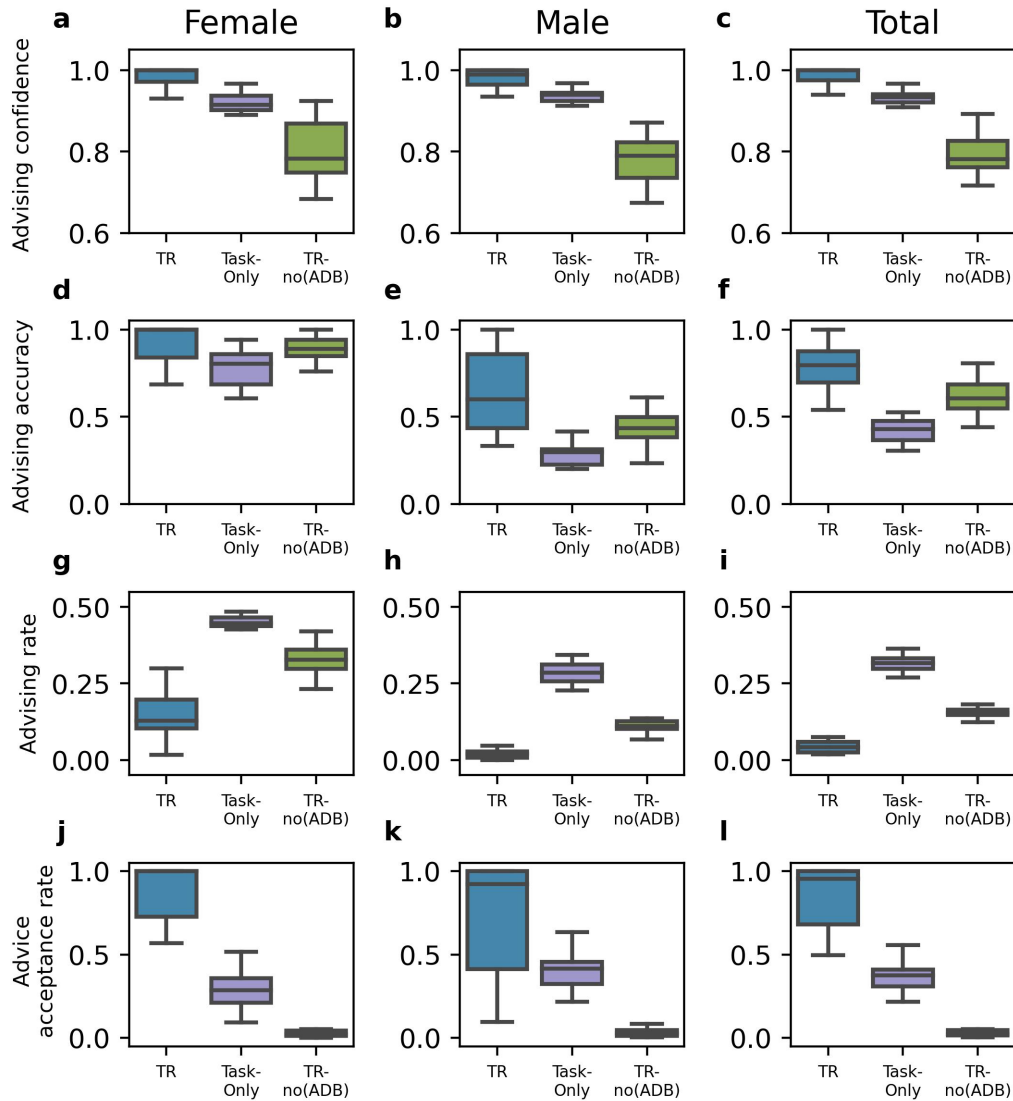 a Female b Male c Total
Advising confidence
1.0 1.0 1.0
0.8 0.8 0.8
0.6 0.6 0.6
TR Task- TR- TR Task- TR- TR Task- TR-
Only no(ADB) Only no(ADB) Only no(ADB)
d e f
Advising accuracy
1.0 1.0 1.0
0.5 0.5 0.5
0.0 0.0 0.0
TR Task- TR- TR Task- TR- TR Task- TR-
Only no(ADB) Only no(ADB) Only no(ADB)
g h i
Advising rate
0.50 0.50 0.50
0.25 0.25 0.25
0.00 0.00 0.00
TR Task- TR- TR Task- TR- TR Task- TR-
Only no(ADB) Only no(ADB) Only no(ADB)
j k l
Advice
acceptance rate
1.0 1.0 1.0
0.5 0.5 0.5
0.0 0.0 0.0
TR Task- TR- TR Task- TR- TR Task- TR-
Only no(ADB) Only no(ADB) Only no(ADB)